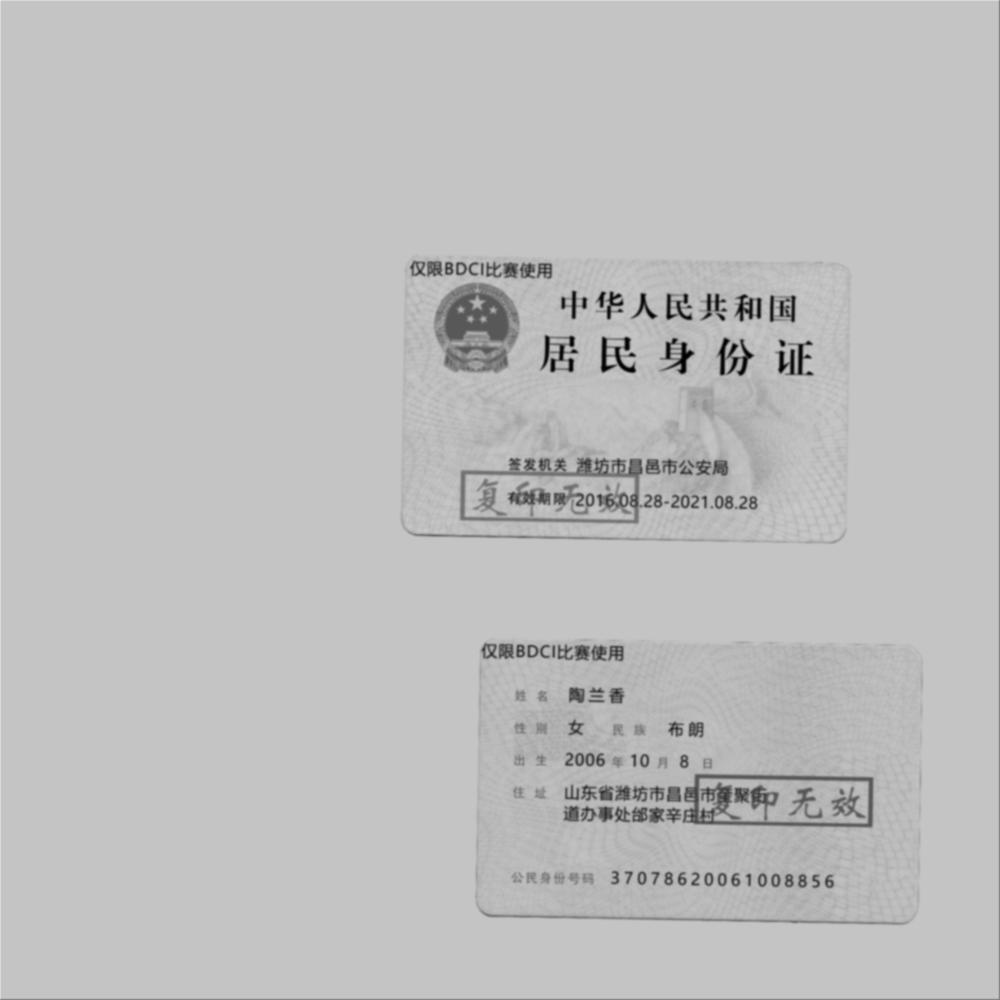 仅限BDCI比赛使用
中华人民共和国
居民身份证
签发机关 潍坊市昌邑市公安局
有效期限 2016.08.28-2021.08.28
复印无效
仅限BDCI比赛使用
姓名 陶兰香
性别 女 民族 布朗
出生 2006 年 10 月 8 日
住址 山东省潍坊市昌邑市奎聚街
道办事处邰家辛庄村
复印无效
公民身份号码 37078620061008856